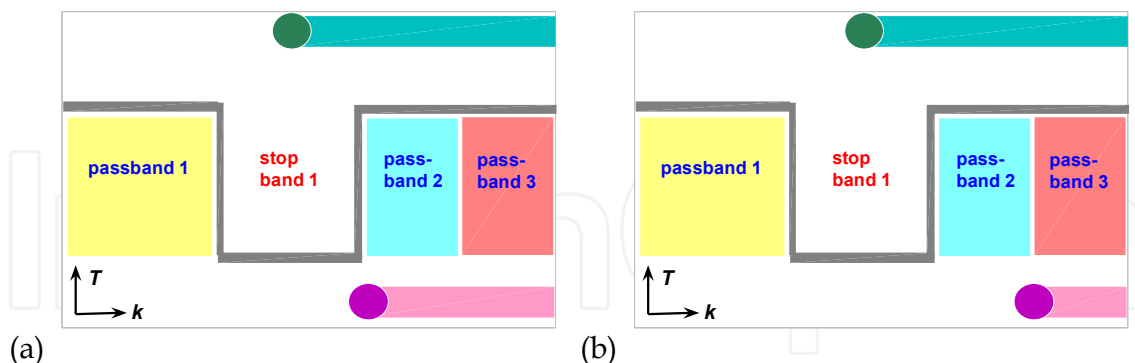 passband 1
stop
band 1
pass-
band 2
pass-
band 3
T
k
(a)
passband 1
stop
band 1
pass-
band 2
pass-
band 3
T
k
(b)